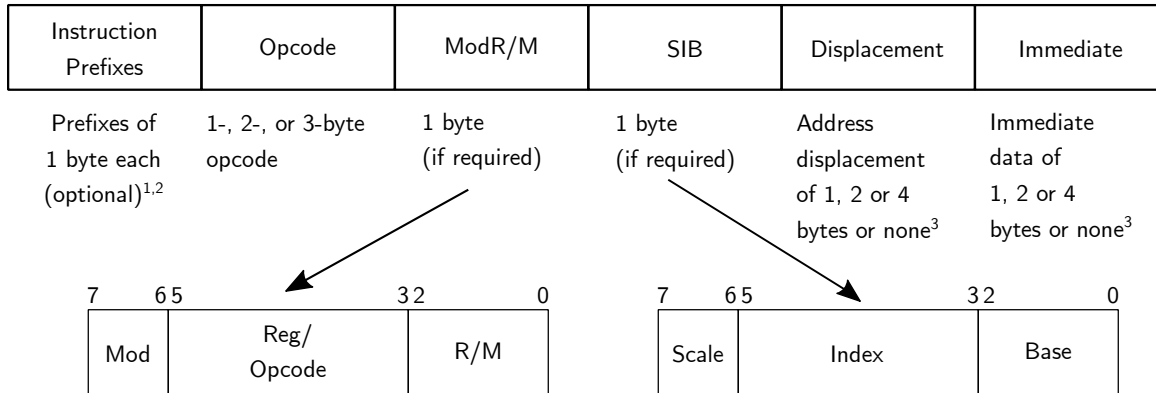 Instruction
Prefixes
Opcode
ModR/M
SIB
Displacement
Immediate
Prefixes of
1 byte each
(optional)1,2
1-, 2-, or 3-byte
opcode
1 byte
(if required)
1 byte
(if required)
Address
displacement
of 1, 2 or 4
bytes or none3
Immediate
data of
1, 2 or 4
bytes or none3
7 6 5 3 2 0
Mod
Reg/
Opcode
R/M
7 6 5 3 2 0
Scale
Index
Base